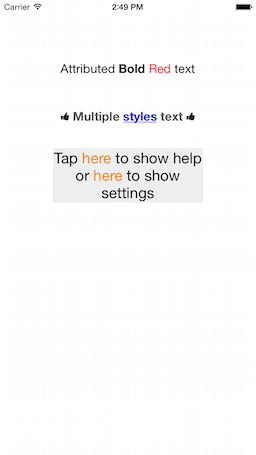 Carrier 2:49 PM
Attributed Bold Red text
👍 Multiple styles text 👍
Tap here to show help
or here to show
settings